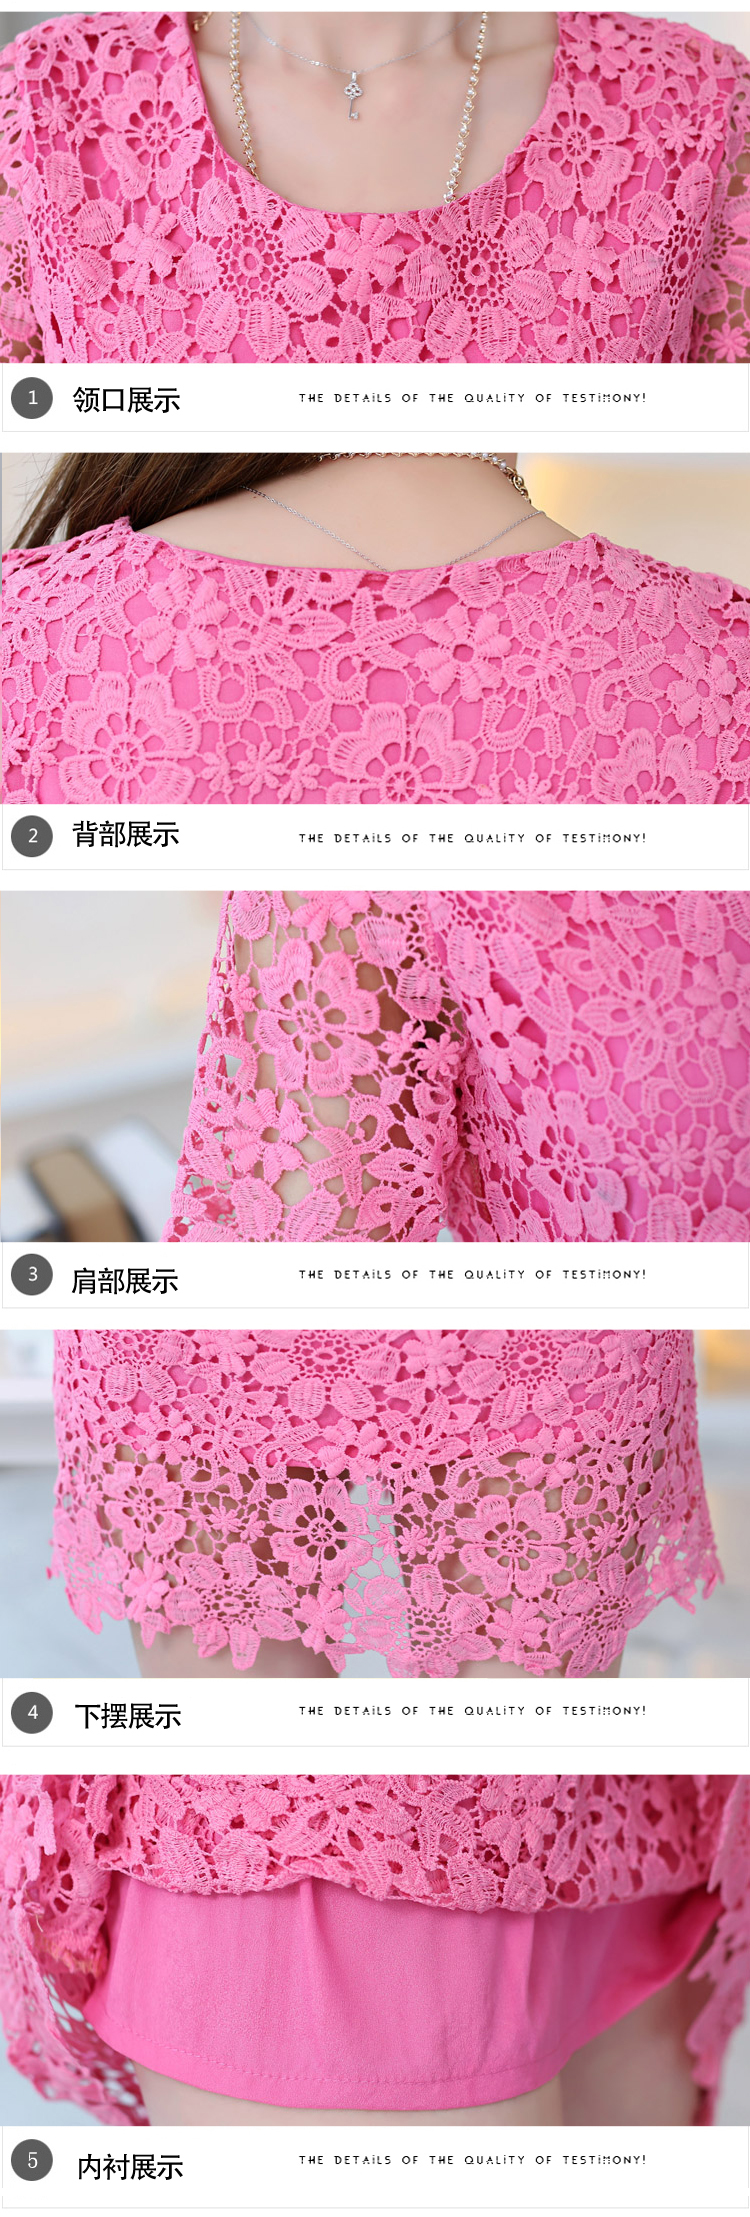 1 领口展示 THE DETAiLS OF THE QUALiTY OF TESTiMONY!
2 背部展示 THE DETAiLS OF THE QUALiTY OF TESTiMONY!
3 肩部展示 THE DETAiLS OF THE QUALiTY OF TESTiMONY!
4 下摆展示 THE DETAiLS OF THE QUALiTY OF TESTiMONY!
5 内衬展示 THE DETAiLS OF THE QUALiTY OF TESTiMONY!